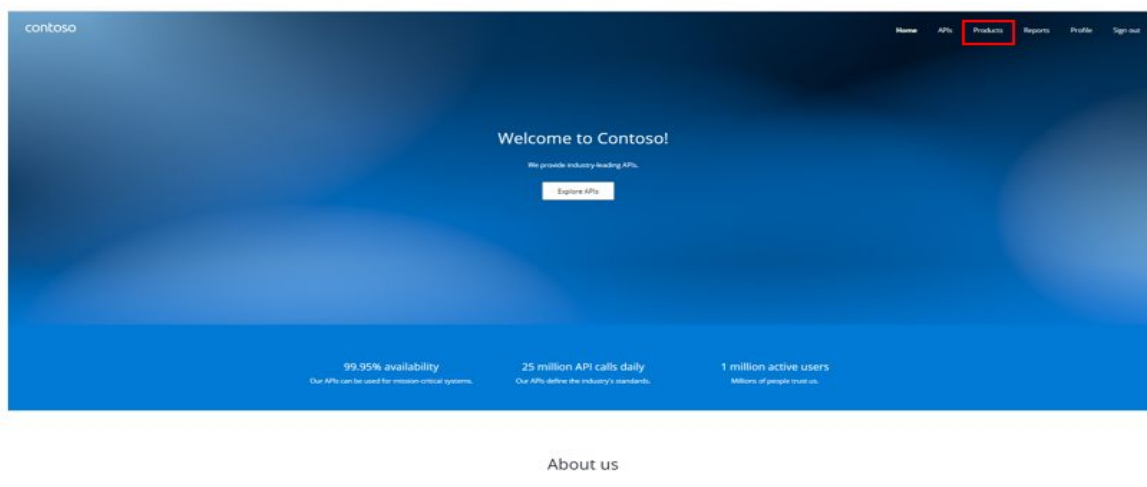 contoso
Home APIs Products Reports Profile Sign out
Welcome to Contoso!
We provide industry-leading APIs.
Explore APIs
99.95% availability 25 million API calls daily 1 million active users
Our APIs can be used for mission-critical systems. Our APIs define the industry's standards. Millions of people trust us.
About us